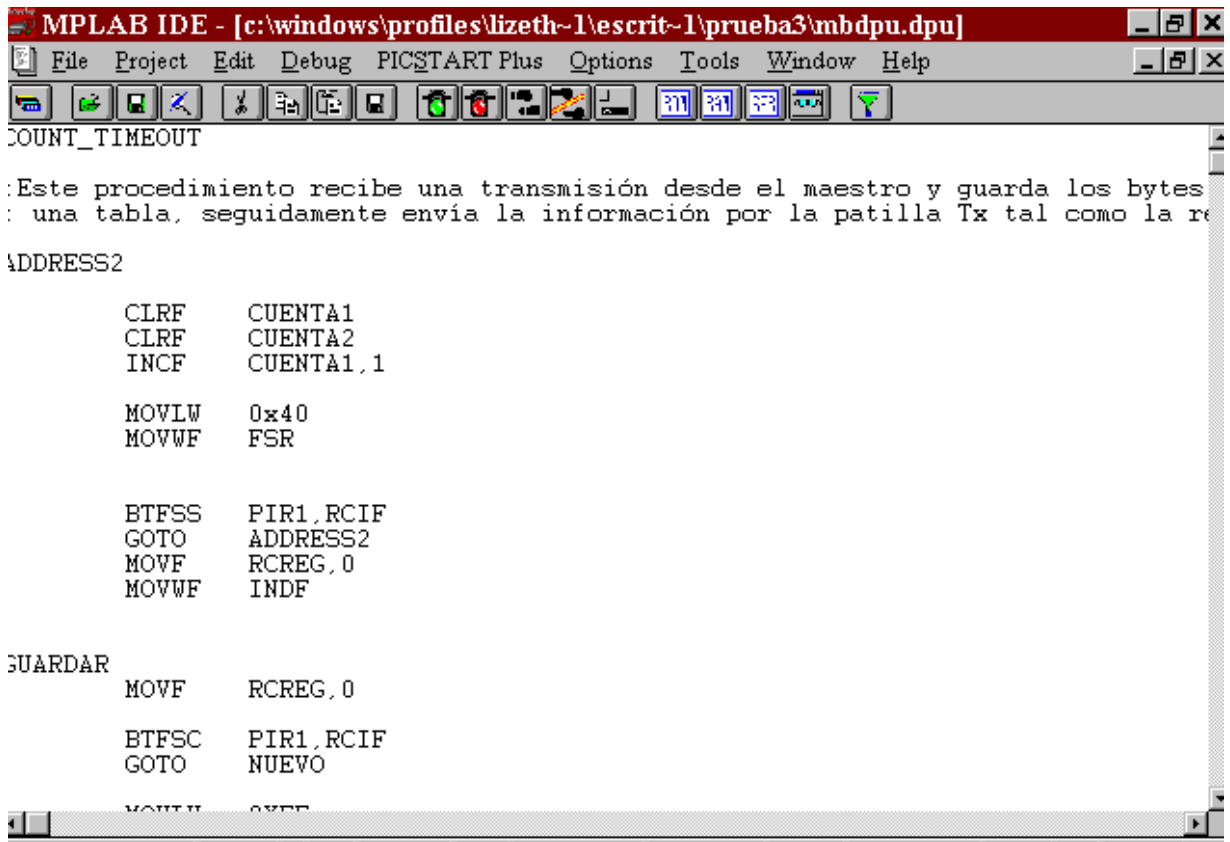 MPLAB IDE - [c:\windows\profiles\lizeth~1\escrit~1\prueba3\mbdpu.dpu]
File Project Edit Debug PICSTART Plus Options Tools Window Help
COUNT_TIMEOUT
;Este procedimiento recibe una transmisión desde el maestro y guarda los bytes
; una tabla, seguidamente envía la información por la patilla Tx tal como la
ADDRESS2
CLRF CUENTA1
CLRF CUENTA2
INCF CUENTA1,1
MOVLW 0x40
MOVWF FSR
BTFSS PIR1,RCIF
GOTO ADDRESS2
MOVF RCREG,0
MOVWF INDF
GUARDAR
MOVF RCREG,0
BTFSC PIR1,RCIF
GOTO NUEVO